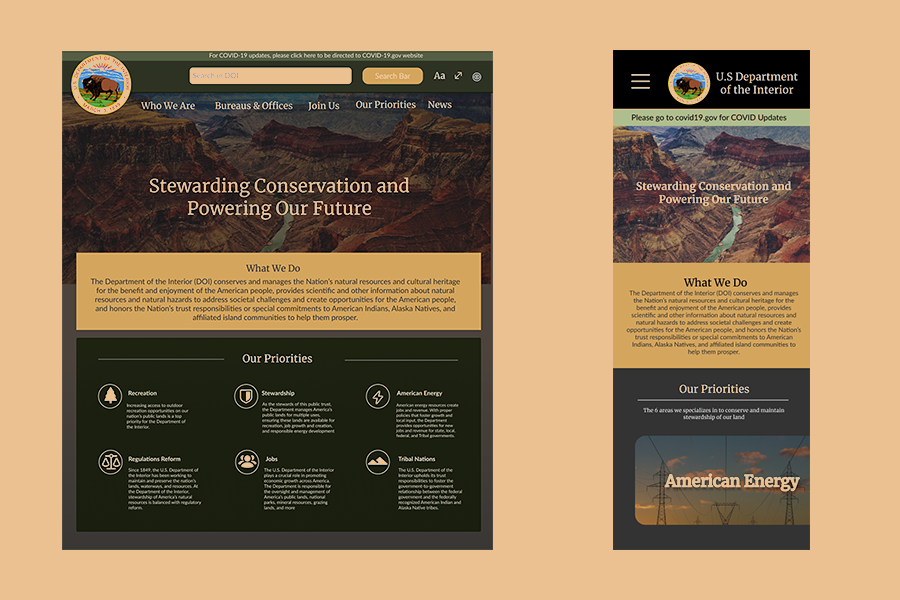 For COVID-19 updates, please click here to be directed to COVID-19.gov website
Search in DOI
Search Bar
Aa
Who We Are
Bureaus & Offices
Join Us
Our Priorities
News
Stewarding Conservation and
Powering Our Future
What We Do
The Department of the Interior (DOI) conserves and manages the Nation's natural resources and cultural heritage
for the benefit and enjoyment of the American people, provides scientific and other information about natural
resources and natural hazards to address societal challenges and create opportunities for the American people,
and honors the Nation's trust responsibilities or special commitments to American Indians, Alaska Natives, and
affiliated island communities to help them prosper.
Our Priorities
Recreation
Increasing access to outdoor
recreation opportunities on our
nation's public lands is a top
priority for the Department of
the Interior.
Stewardship
As the stewards of this public trust,
the Department manages America's
public lands for multiple uses,
ensuring these lands are available for
recreation, job growth and creation,
and responsible energy development
American Energy
American energy resources create
jobs and revenue. With proper
policies that foster growth and
local input, the Department
provides opportunities for new
jobs and revenue for state, local,
federal, and Tribal governments.
Regulations Reform
Since 1849, the U.S. Department of
the Interior has been working to
maintain and preserve the nation's
lands, waterways, and resources. At
the Department of the Interior,
stewardship of America's natural
resources is balanced with regulatory
reform.
Jobs
The U.S. Department of the Interior
plays a crucial role in promoting
economic growth across America.
The Department is responsible for
the oversight and management of
America's public lands, national
parks, mineral resources, grazing
lands, and more
Tribal Nations
The U.S. Department of the
Interior upholds its trust
responsibilities to foster the
government-to-government
relationship between the federal
government and the federally
recognized American Indian and
Alaska Native tribes.
U.S Department
of the Interior
Please go to covid19.gov for COVID Updates
Stewarding Conservation and
Powering Our Future
What We Do
The Department of the Interior (DOI) conserves and manages
the Nation's natural resources and cultural heritage for the
benefit and enjoyment of the American people, provides
scientific and other information about natural resources and
natural hazards to address societal challenges and create
opportunities for the American people, and honors the Nation's
trust responsibilities or special commitments to American
Indians, Alaska Natives, and affiliated island communities to
help them prosper.
Our Priorities
The 6 areas we specializes in to conserve and maintain
stewardship of our land
American Energy